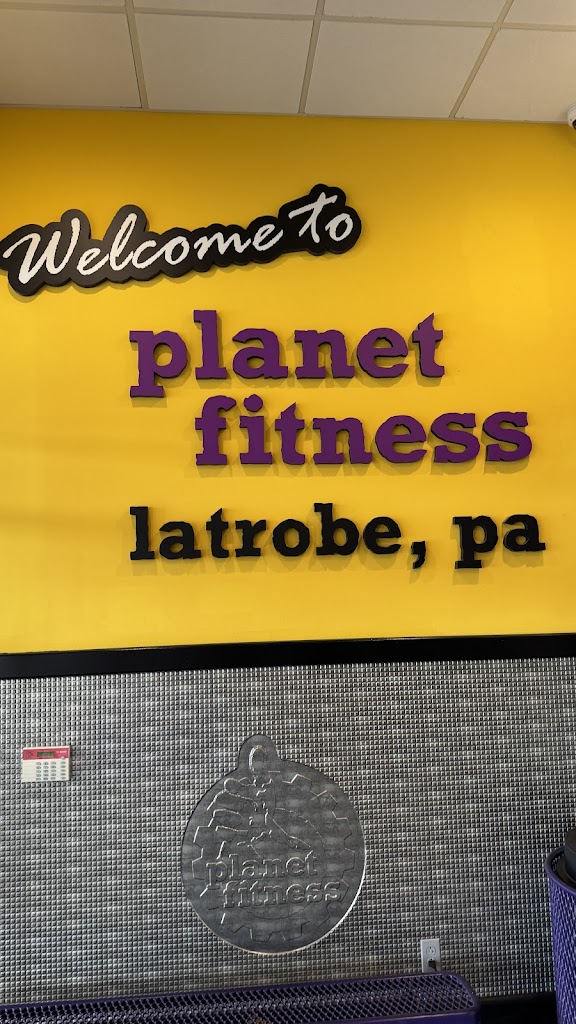 Welcome to
planet
fitness
latrobe, pa
planet
fitness